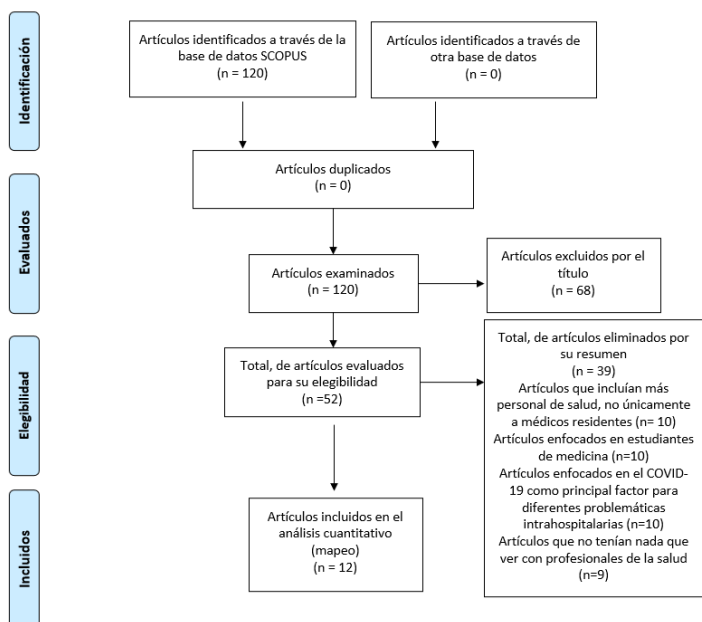 Identificación
Artículos identificados a través de la
base de datos SCOPUS
(n = 120)
Artículos identificados a través de
otra base de datos
(n = 0)
Artículos duplicados
(n = 0)
Evaluados
Artículos examinados
(n = 120)
Artículos excluidos por el
título
(n = 68)
Elegibilidad
Total, de artículos evaluados
para su elegibilidad
(n =52)
Total, de artículos eliminados por
su resumen
(n = 39)
Artículos que incluían más
personal de salud, no únicamente
a médicos residentes (n= 10)
Artículos enfocados en estudiantes
de medicina (n=10)
Artículos enfocados en el COVID-
19 como principal factor para
diferentes problemáticas
intrahospitalarias (n=10)
Artículos que no tenían nada que
ver con profesionales de la salud
(n=9)
Incluidos
Artículos incluidos en el
análisis cuantitativo
(mapeo)
(n = 12)